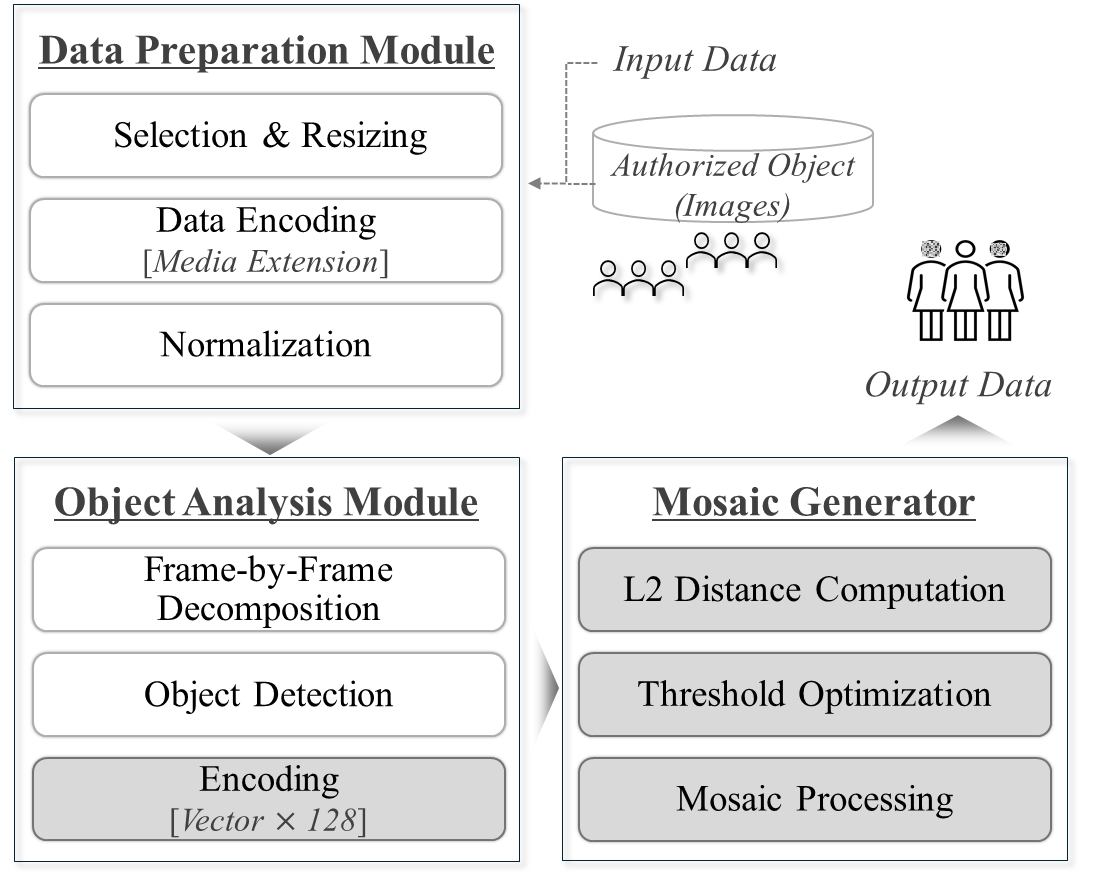 Data Preparation Module
Selection & Resizing
Data Encoding
[Media Extension]
Normalization
Input Data
Authorized Object
(Images)
Output Data
Object Analysis Module
Frame-by-Frame
Decomposition
Object Detection
Encoding
[Vector × 128]
Mosaic Generator
L2 Distance Computation
Threshold Optimization
Mosaic Processing